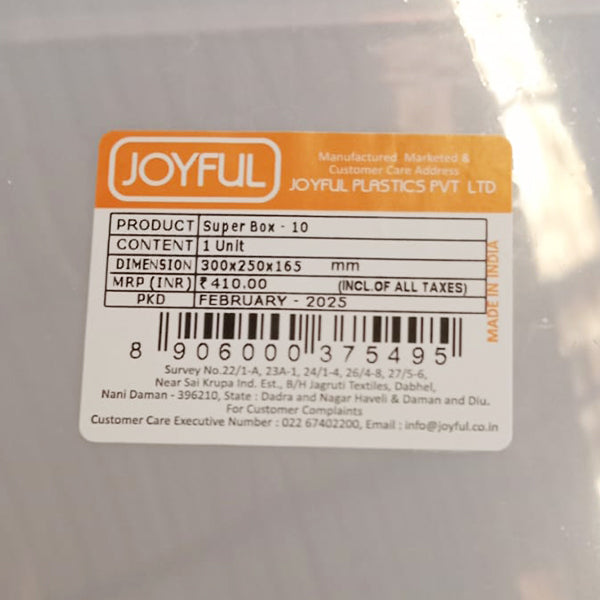 JOYFUL
Manufactured Marketed &
Customer Care Address
JOYFUL PLASTICS PVT LTD
PRODUCT Super Box - 10
CONTENT 1 Unit
DIMENSION 300x250x165 mm
MRP (INR) ₹ 410.00 (INCL.OF ALL TAXES)
PKD FEBRUARY - 2025
MADE IN INDIA
8 906000 375495
Survey No.22/1-A, 23A-1, 24/1-4, 26/4-8, 27/5-6,
Near Sai Krupa Ind. Est., B/H Jagruti Textiles, Dabhel,
Nani Daman - 396210, State : Dadra and Nagar Haveli & Daman and Diu.
For Customer Complaints
Customer Care Executive Number : 022 67402200, Email : info@joyful.co.in